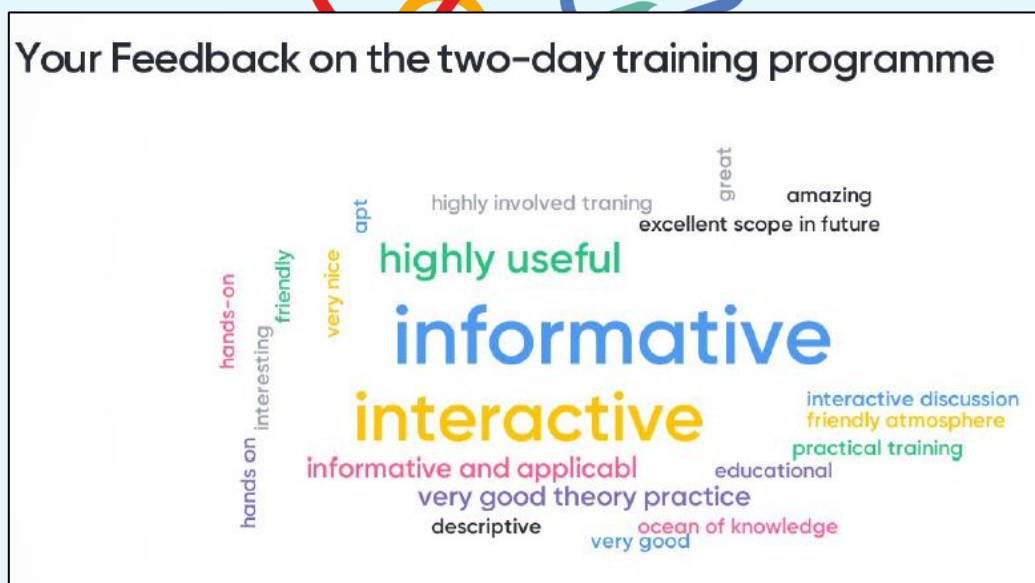 Your Feedback on the two-day training programme
great
amazing
highly involved traning
apt
excellent scope in future
highly useful
friendly
very nice
hands-on
informative
interesting
interactive
interactive discussion
friendly atmosphere
practical training
hands on
informative and applicabl
educational
very good theory practice
descriptive
ocean of knowledge
very good